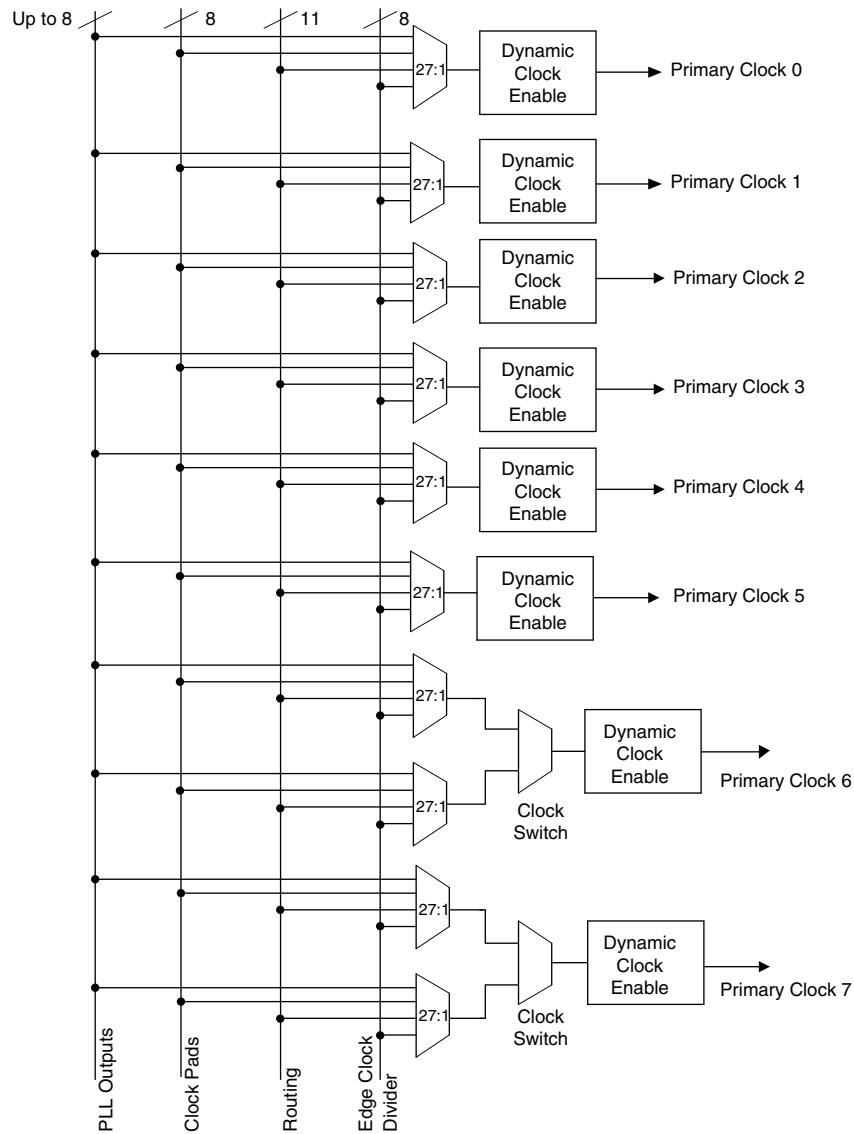 Up to 8
8
11
8
27:1
Dynamic
Clock
Enable
Primary Clock 0
27:1
Dynamic
Clock
Enable
Primary Clock 1
27:1
Dynamic
Clock
Enable
Primary Clock 2
27:1
Dynamic
Clock
Enable
Primary Clock 3
27:1
Dynamic
Clock
Enable
Primary Clock 4
27:1
Dynamic
Clock
Enable
Primary Clock 5
27:1
27:1
Clock
Switch
Dynamic
Clock
Enable
Primary Clock 6
27:1
27:1
Clock
Switch
Dynamic
Clock
Enable
Primary Clock 7
PLL Outputs
Clock Pads
Routing
Edge Clock
Divider